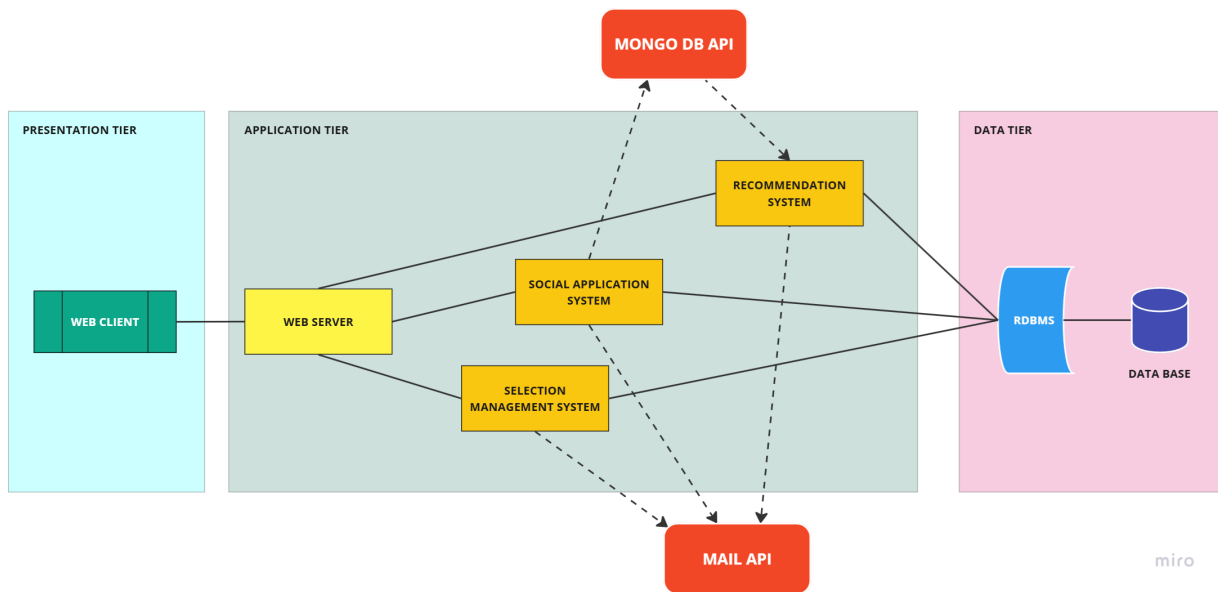 MONGO DB API
PRESENTATION TIER
APPLICATION TIER
DATA TIER
RECOMMENDATION
SYSTEM
SOCIAL APPLICATION
SYSTEM
WEB CLIENT
WEB SERVER
RDBMS
DATA BASE
SELECTION
MANAGEMENT SYSTEM
MAIL API
miro